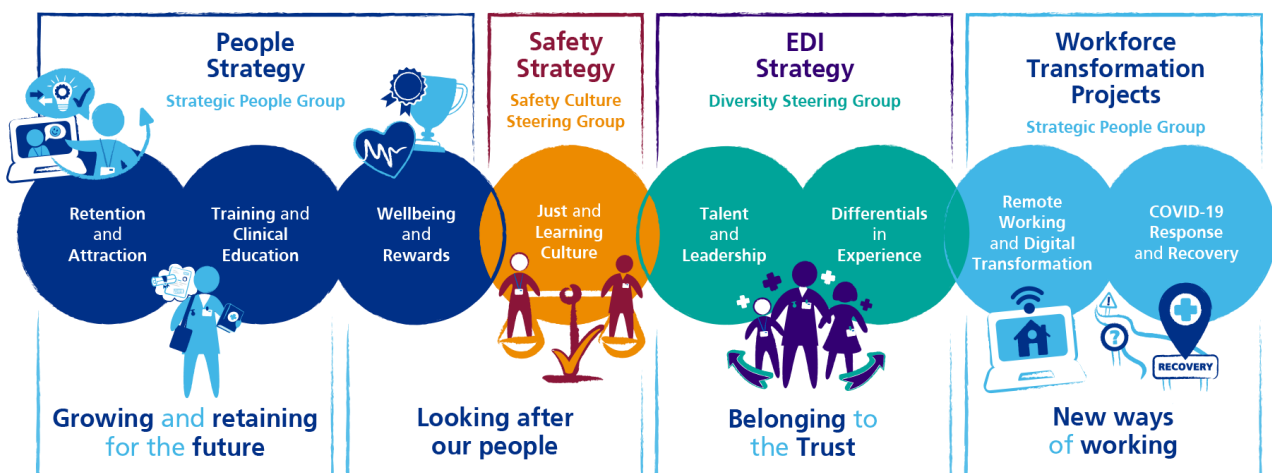 People
Strategy
Strategic People Group
Safety
Strategy
Safety Culture
Steering Group
EDI
Strategy
Diversity Steering Group
Workforce
Transformation
Projects
Strategic People Group
Retention
and
Attraction
Training and
Clinical
Education
Wellbeing
and
Rewards
Just and
Learning
Culture
Talent
and
Leadership
Differentials
in
Experience
Remote
Working
and Digital
Transformation
COVID-19
Response
and Recovery
!
?
RECOVERY
Growing and retaining
for the future
Looking after
our people
Belonging to
the Trust
New ways
of working